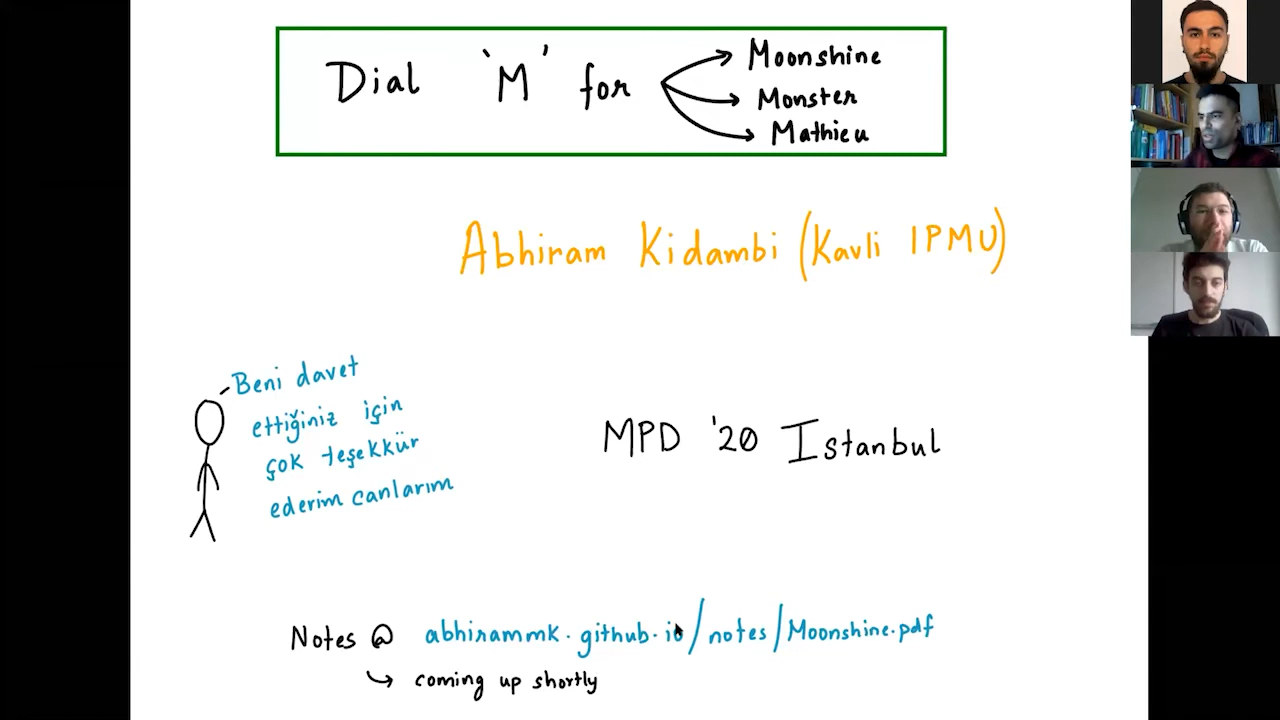 Dial 'M' for
Moonshine
Monster
Mathieu
Abhiram Kidambi (Kavli IPMU)
Beni davet
ettiğiniz için
çok teşekkür
ederim canlarım
MPD '20 Istanbul
Notes @ abhirammk.github.io/notes/Moonshine.pdf
↳ coming up shortly